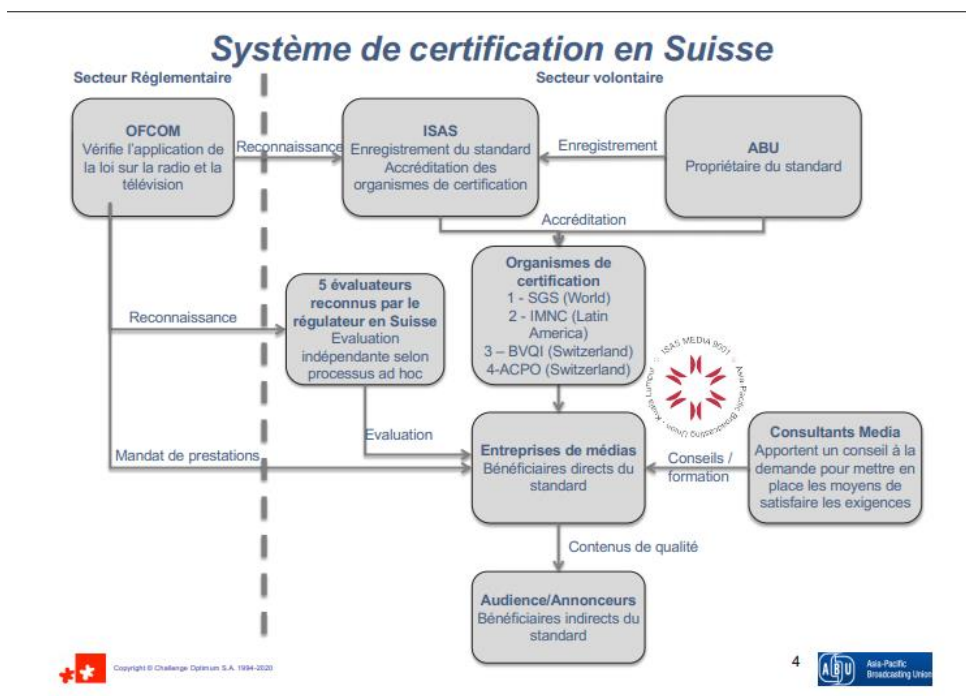 Système de certification en Suisse
Secteur Réglementaire
Secteur volontaire
OFCOM
Vérifie l'application de
la loi sur la radio et la
télévision
Reconnaissance
ISAS
Enregistrement du standard
Accréditation des
organismes de certification
Enregistrement
ABU
Propriétaire du standard
Accréditation
Organismes de
certification
1 - SGS (World)
2 - IMNC (Latin
America)
3 – BVQI (Switzerland)
4-ACPO (Switzerland)
5 évaluateurs
reconnus par le
régulateur en Suisse
Evaluation
indépendante selon
processus ad hoc
Reconnaissance
ISAS MEDIA 9001 :: Asia-Pacific Broadcasting Union - Kuala Lumpur ::
Evaluation
Mandat de prestations
Entreprises de médias
Bénéficiaires directs du
standard
Conseils /
formation
Consultants Media
Apportent un conseil à la
demande pour mettre en
place les moyens de
satisfaire les exigences
Contenus de qualité
Audience/Annonceurs
Bénéficiaires indirects du
standard
Copyright © Challenge Optimum S.A. 1994-2020
4
ABU
Asia-Pacific
Broadcasting Union